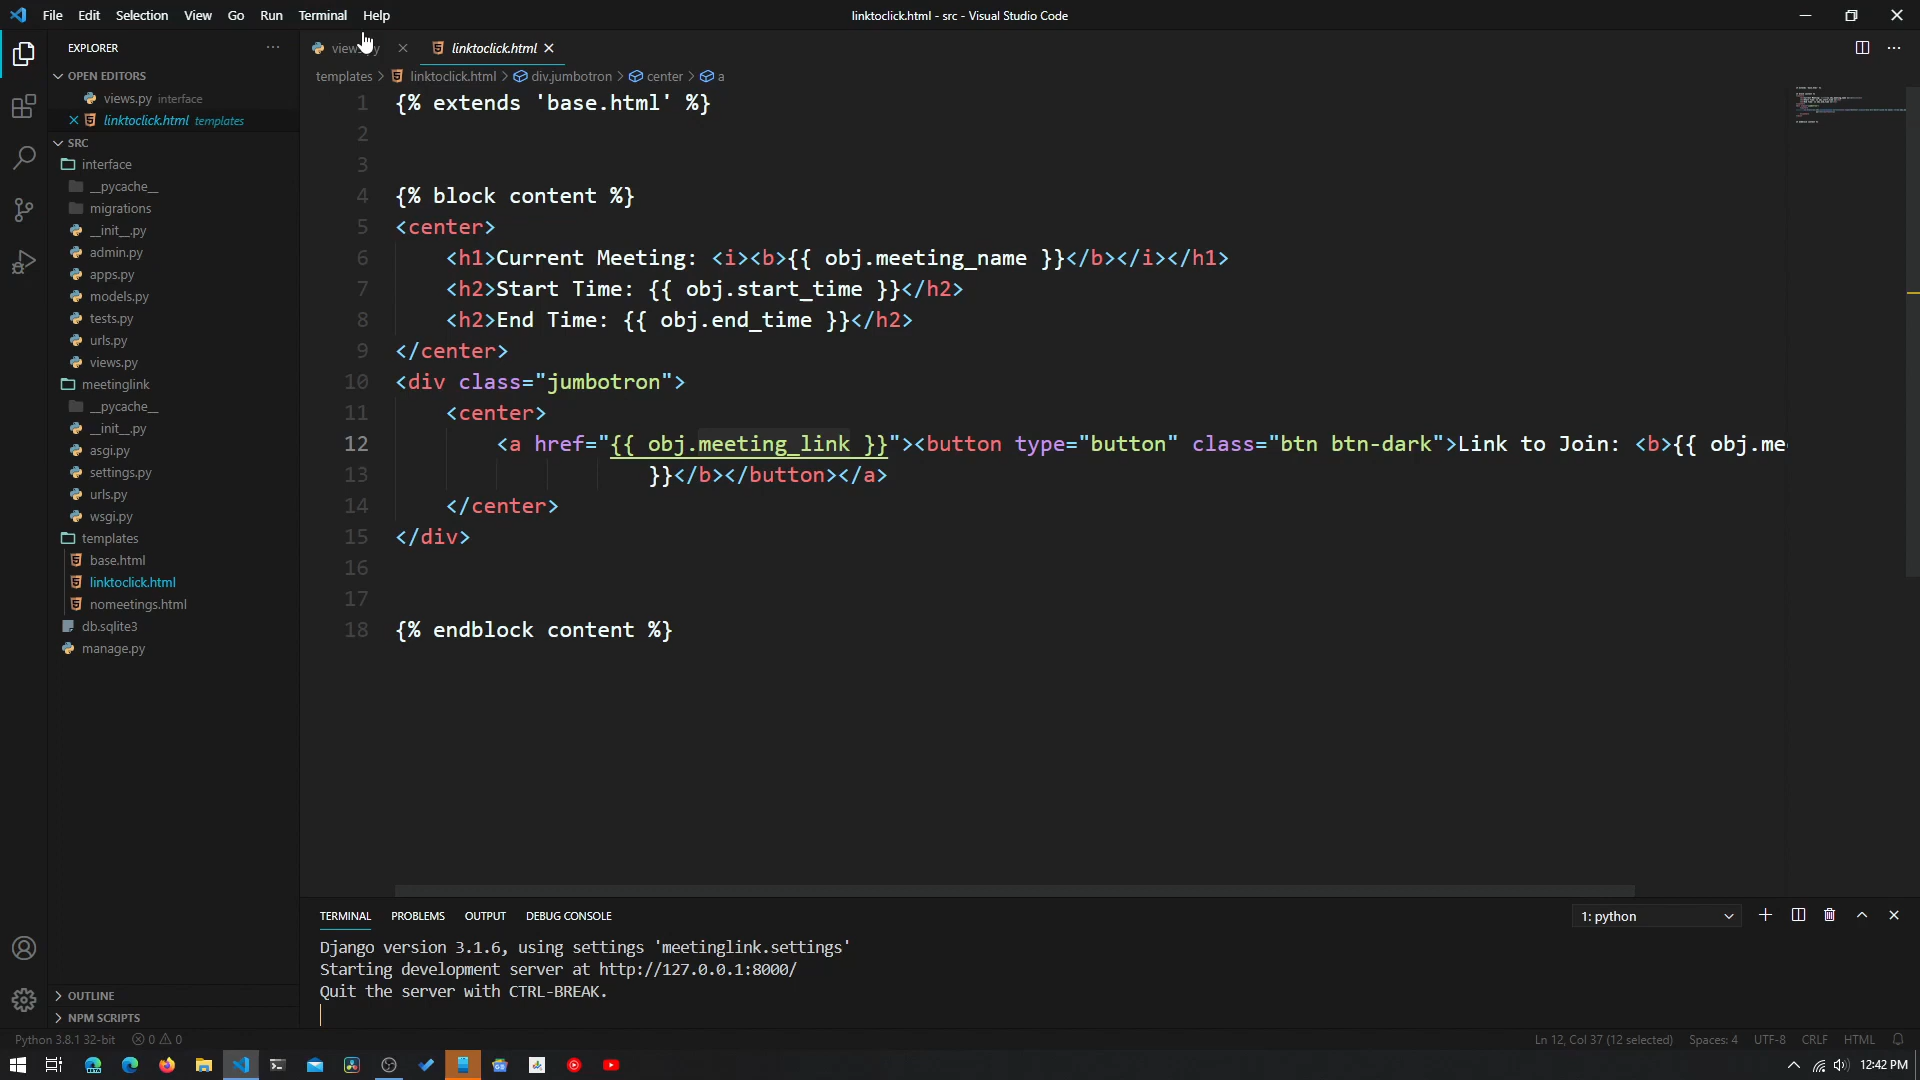 File Edit Selection View Go Run Terminal Help
linktoclick.html - src - Visual Studio Code
EXPLORER
OPEN EDITORS
views.py interface
linktoclick.html templates
SRC
interface
__pycache__
migrations
__init__.py
admin.py
apps.py
models.py
tests.py
urls.py
views.py
meetinglink
__pycache__
__init__.py
asgi.py
settings.py
urls.py
wsgi.py
templates
base.html
linktoclick.html
nomeetings.html
db.sqlite3
manage.py
OUTLINE
NPM SCRIPTS
linktoclick.html
templates > linktoclick.html > div.jumbotron > center > a
1 {% extends 'base.html' %}
2
3
4 {% block content %}
5 <center>
6 <h1>Current Meeting: <i><b>{{ obj.meeting_name }}</b></i></h1>
7 <h2>Start Time: {{ obj.start_time }}</h2>
8 <h2>End Time: {{ obj.end_time }}</h2>
9 </center>
10 <div class="jumbotron">
11 <center>
12 <a href="{{ obj.meeting_link }}"><button type="button" class="btn btn-dark">Link to Join: <b>{{ obj.me
13 }}</b></button></a>
14 </center>
15 </div>
16
17
18 {% endblock content %}
TERMINAL PROBLEMS OUTPUT DEBUG CONSOLE
1: python
Django version 3.1.6, using settings 'meetinglink.settings'
Starting development server at http://127.0.0.1:8000/
Quit the server with CTRL-BREAK.
Python 3.8.1 32-bit 0 0
Ln 12, Col 37 (12 selected) Spaces: 4 UTF-8 CRLF HTML
12:42 PM